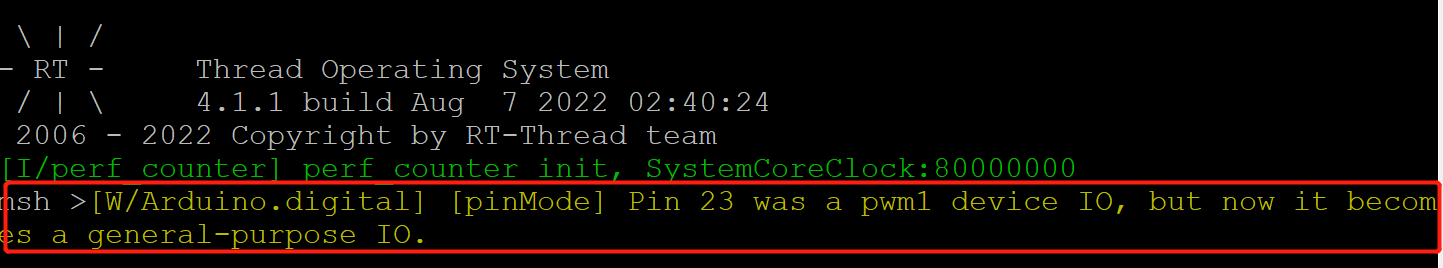 \ | /
- RT - Thread Operating System
/ | \ 4.1.1 build Aug 7 2022 02:40:24
2006 - 2022 Copyright by RT-Thread team
[I/perf_counter] perf_counter init, SystemCoreClock:80000000
msh >[W/Arduino.digital] [pinMode] Pin 23 was a pwm1 device IO, but now it becom
es a general-purpose IO.